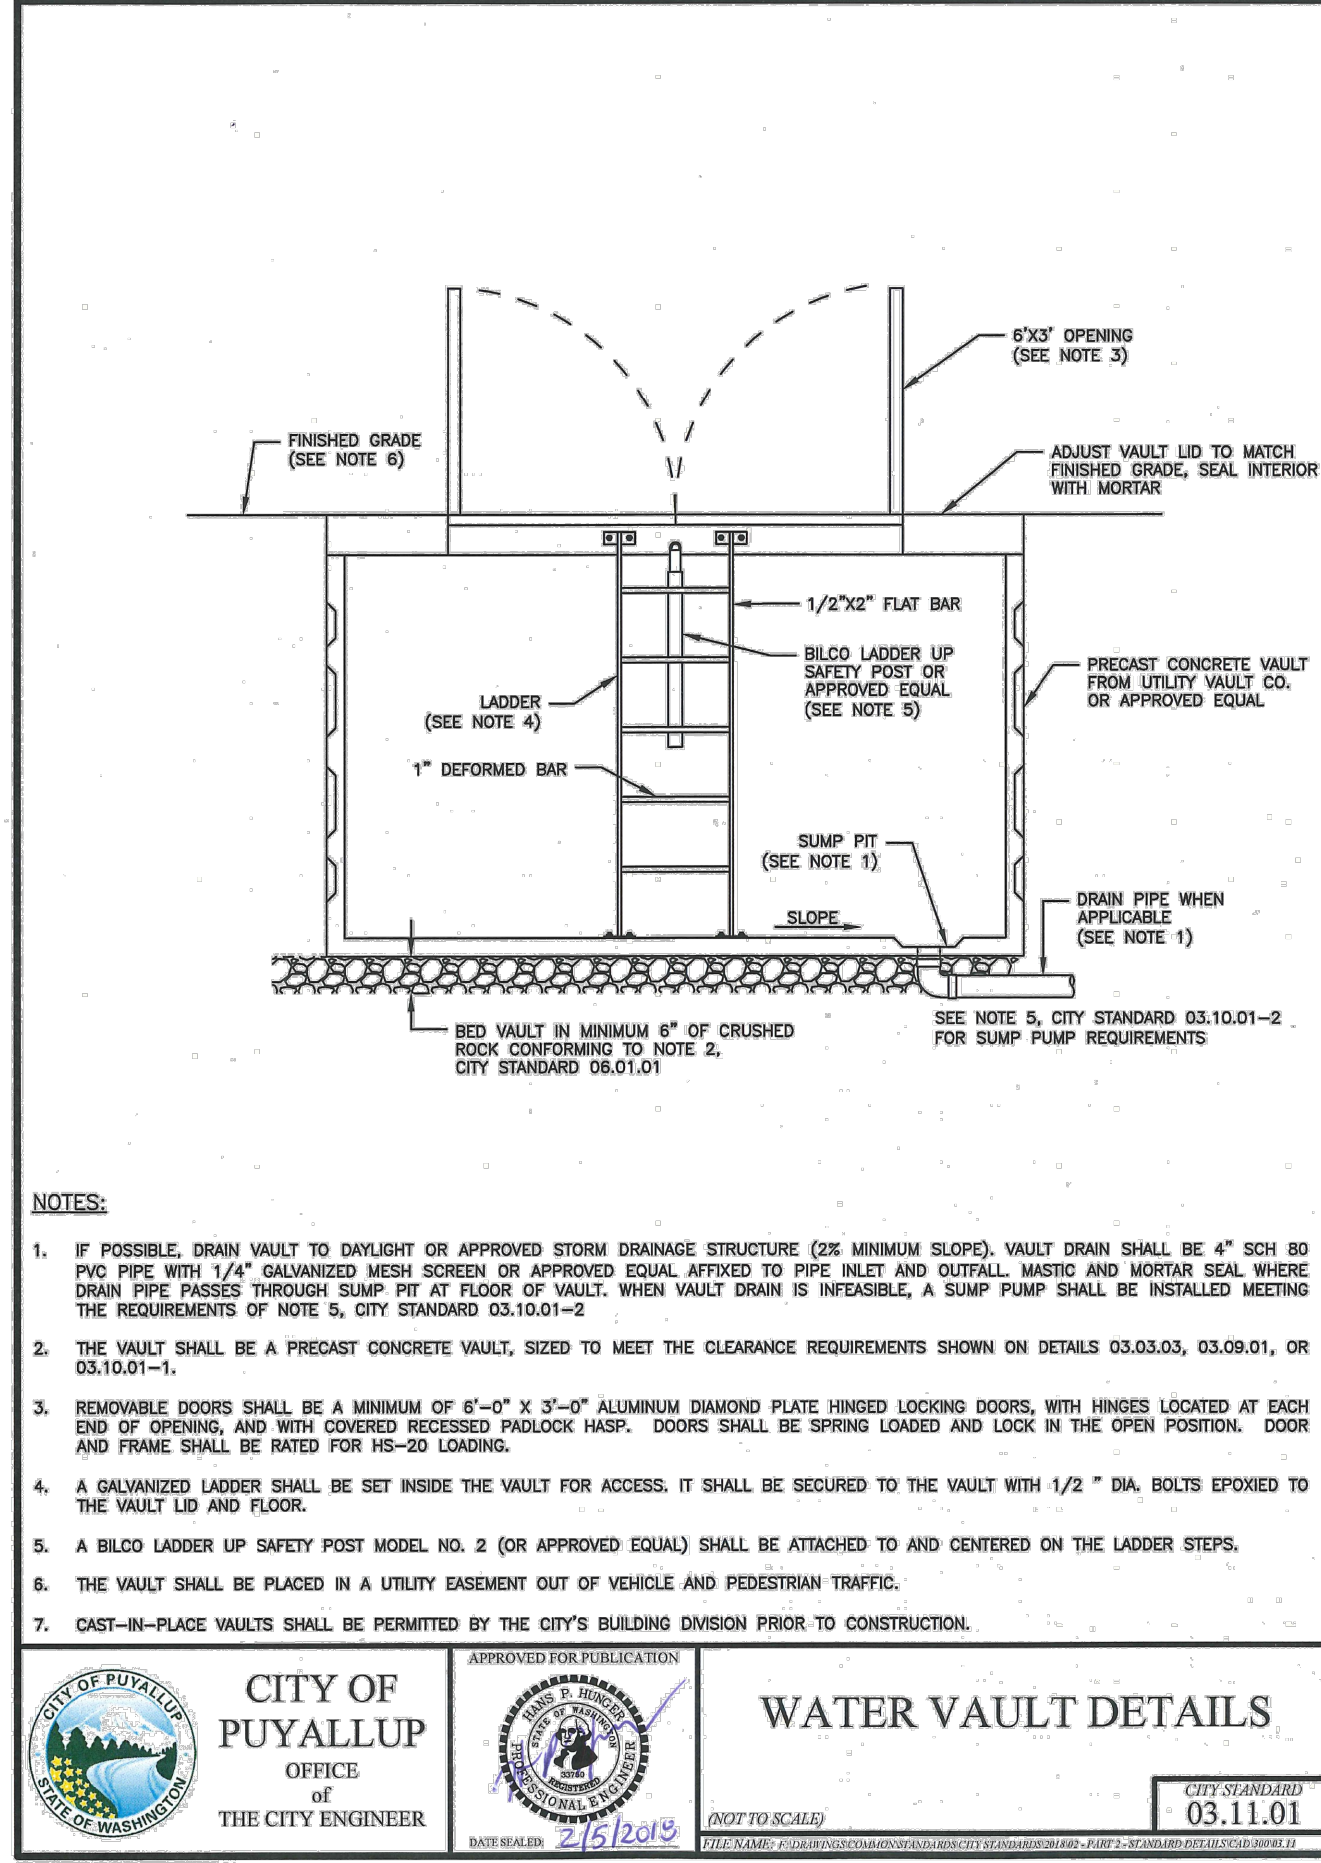 6'X3' OPENING
(SEE NOTE 3)
FINISHED GRADE
(SEE NOTE 6)
ADJUST VAULT LID TO MATCH
FINISHED GRADE, SEAL INTERIOR
WITH MORTAR
1/2"X2" FLAT BAR
BILCO LADDER UP
SAFETY POST OR
APPROVED EQUAL
(SEE NOTE 5)
PRECAST CONCRETE VAULT
FROM UTILITY VAULT CO.
OR APPROVED EQUAL
LADDER
(SEE NOTE 4)
1" DEFORMED BAR
SUMP PIT
(SEE NOTE 1)
SLOPE
DRAIN PIPE WHEN
APPLICABLE
(SEE NOTE 1)
BED VAULT IN MINIMUM 6" OF CRUSHED
ROCK CONFORMING TO NOTE 2,
CITY STANDARD 06.01.01
SEE NOTE 5, CITY STANDARD 03.10.01-2
FOR SUMP PUMP REQUIREMENTS
NOTES:
1. IF POSSIBLE, DRAIN VAULT TO DAYLIGHT OR APPROVED STORM DRAINAGE STRUCTURE (2% MINIMUM SLOPE). VAULT DRAIN SHALL BE 4" SCH 80
PVC PIPE WITH 1/4" GALVANIZED MESH SCREEN OR APPROVED EQUAL AFFIXED TO PIPE INLET AND OUTFALL. MASTIC AND MORTAR SEAL WHERE
DRAIN PIPE PASSES THROUGH SUMP PIT AT FLOOR OF VAULT. WHEN VAULT DRAIN IS INFEASIBLE, A SUMP PUMP SHALL BE INSTALLED MEETING
THE REQUIREMENTS OF NOTE 5, CITY STANDARD 03.10.01-2
2. THE VAULT SHALL BE A PRECAST CONCRETE VAULT, SIZED TO MEET THE CLEARANCE REQUIREMENTS SHOWN ON DETAILS 03.03.03, 03.09.01, OR
03.10.01-1.
3. REMOVABLE DOORS SHALL BE A MINIMUM OF 6'-0" X 3'-0" ALUMINUM DIAMOND PLATE HINGED LOCKING DOORS, WITH HINGES LOCATED AT EACH
END OF OPENING, AND WITH COVERED RECESSED PADLOCK HASP. DOORS SHALL BE SPRING LOADED AND LOCK IN THE OPEN POSITION. DOOR
AND FRAME SHALL BE RATED FOR HS-20 LOADING.
4. A GALVANIZED LADDER SHALL BE SET INSIDE THE VAULT FOR ACCESS. IT SHALL BE SECURED TO THE VAULT WITH 1/2 " DIA. BOLTS EPOXIED TO
THE VAULT LID AND FLOOR.
5. A BILCO LADDER UP SAFETY POST MODEL NO. 2 (OR APPROVED EQUAL) SHALL BE ATTACHED TO AND CENTERED ON THE LADDER STEPS.
6. THE VAULT SHALL BE PLACED IN A UTILITY EASEMENT OUT OF VEHICLE AND PEDESTRIAN TRAFFIC.
7. CAST-IN-PLACE VAULTS SHALL BE PERMITTED BY THE CITY'S BUILDING DIVISION PRIOR TO CONSTRUCTION.
CITY OF PUYALLUP
STATE OF WASHINGTON
CITY OF
PUYALLUP
OFFICE
of
THE CITY ENGINEER
APPROVED FOR PUBLICATION
HANS P. HUNGER
STATE OF WASHINGTON
33750
REGISTERED
PROFESSIONAL ENGINEER
DATE SEALED: 2/5/2018
WATER VAULT DETAILS
(NOT TO SCALE)
CITY STANDARD
03.11.01
FILE NAME: F:\DRAWINGS\COMMON\STANDARDS\CITY STANDARDS\2018\02 - PART 2 - STANDARD DETAILS\CAD\300\03.11